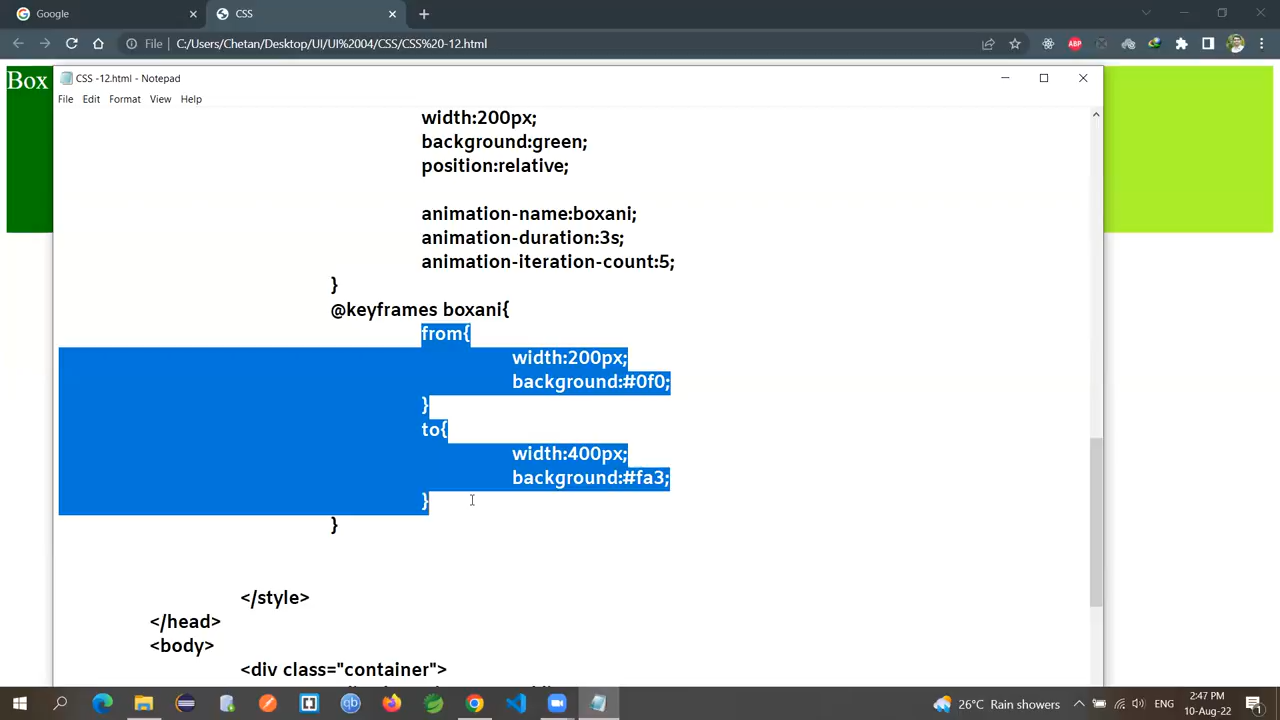 Google
CSS
File
C:/Users/Chetan/Desktop/UI/UI%2004/CSS/CSS%20-12.html
ABP
Box
CSS -12.html - Notepad
File Edit Format View Help
width:200px;
background:green;
position:relative;
animation-name:boxani;
animation-duration:3s;
animation-iteration-count:5;
}
@keyframes boxani{
from{
width:200px;
background:#0f0;
}
to{
width:400px;
background:#fa3;
}
}
</style>
</head>
<body>
<div class="container">
26°C Rain showers
ENG
2:47 PM
10-Aug-22